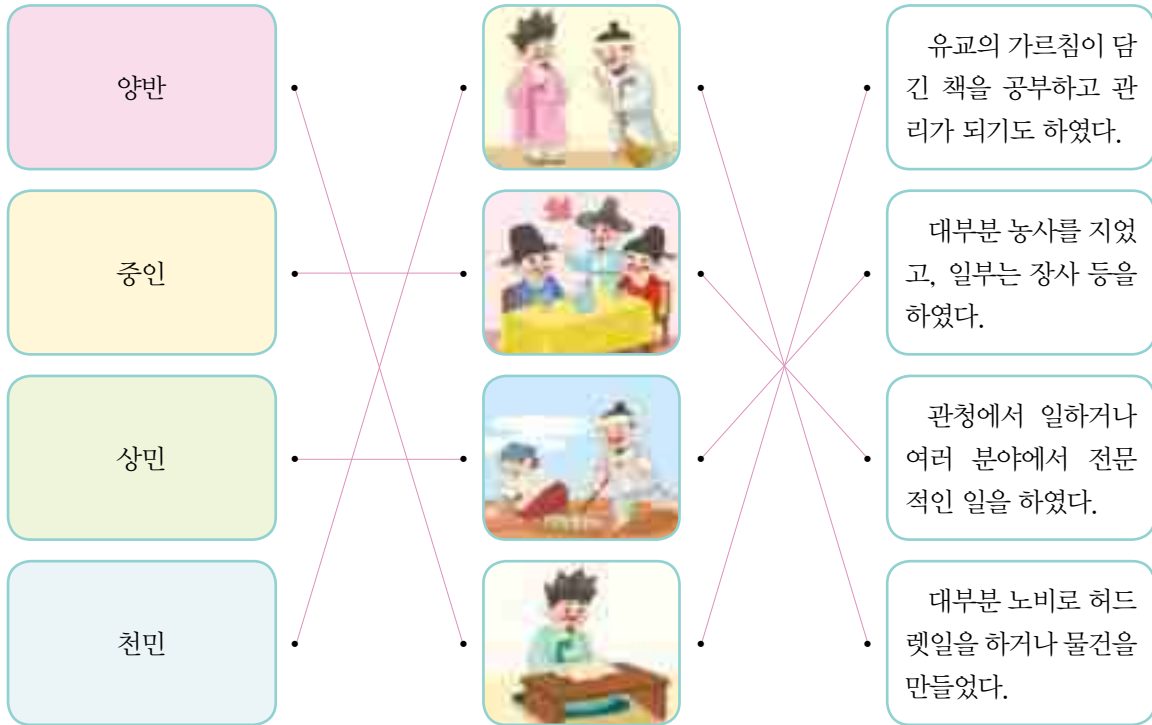 양반
유교의 가르침이 담
긴 책을 공부하고 관
리가 되기도 하였다.
중인
대부분 농사를 지었
고, 일부는 장사 등을
하였다.
상민
관청에서 일하거나
여러 분야에서 전문
적인 일을 하였다.
천민
대부분 노비로 허드
렛일을 하거나 물건을
만들었다.